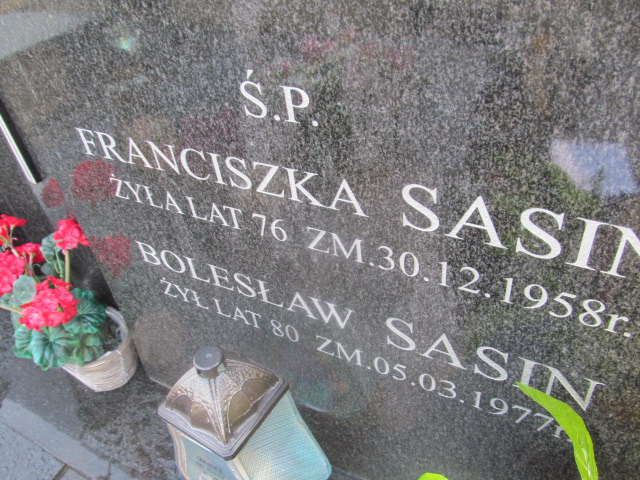 Ś.P.
FRANCISZKA SASIN
ŻYŁA LAT 76 ZM.30.12.1958r.
BOLESŁAW SASIN
ŻYŁ LAT 80 ZM.05.03.1977r.